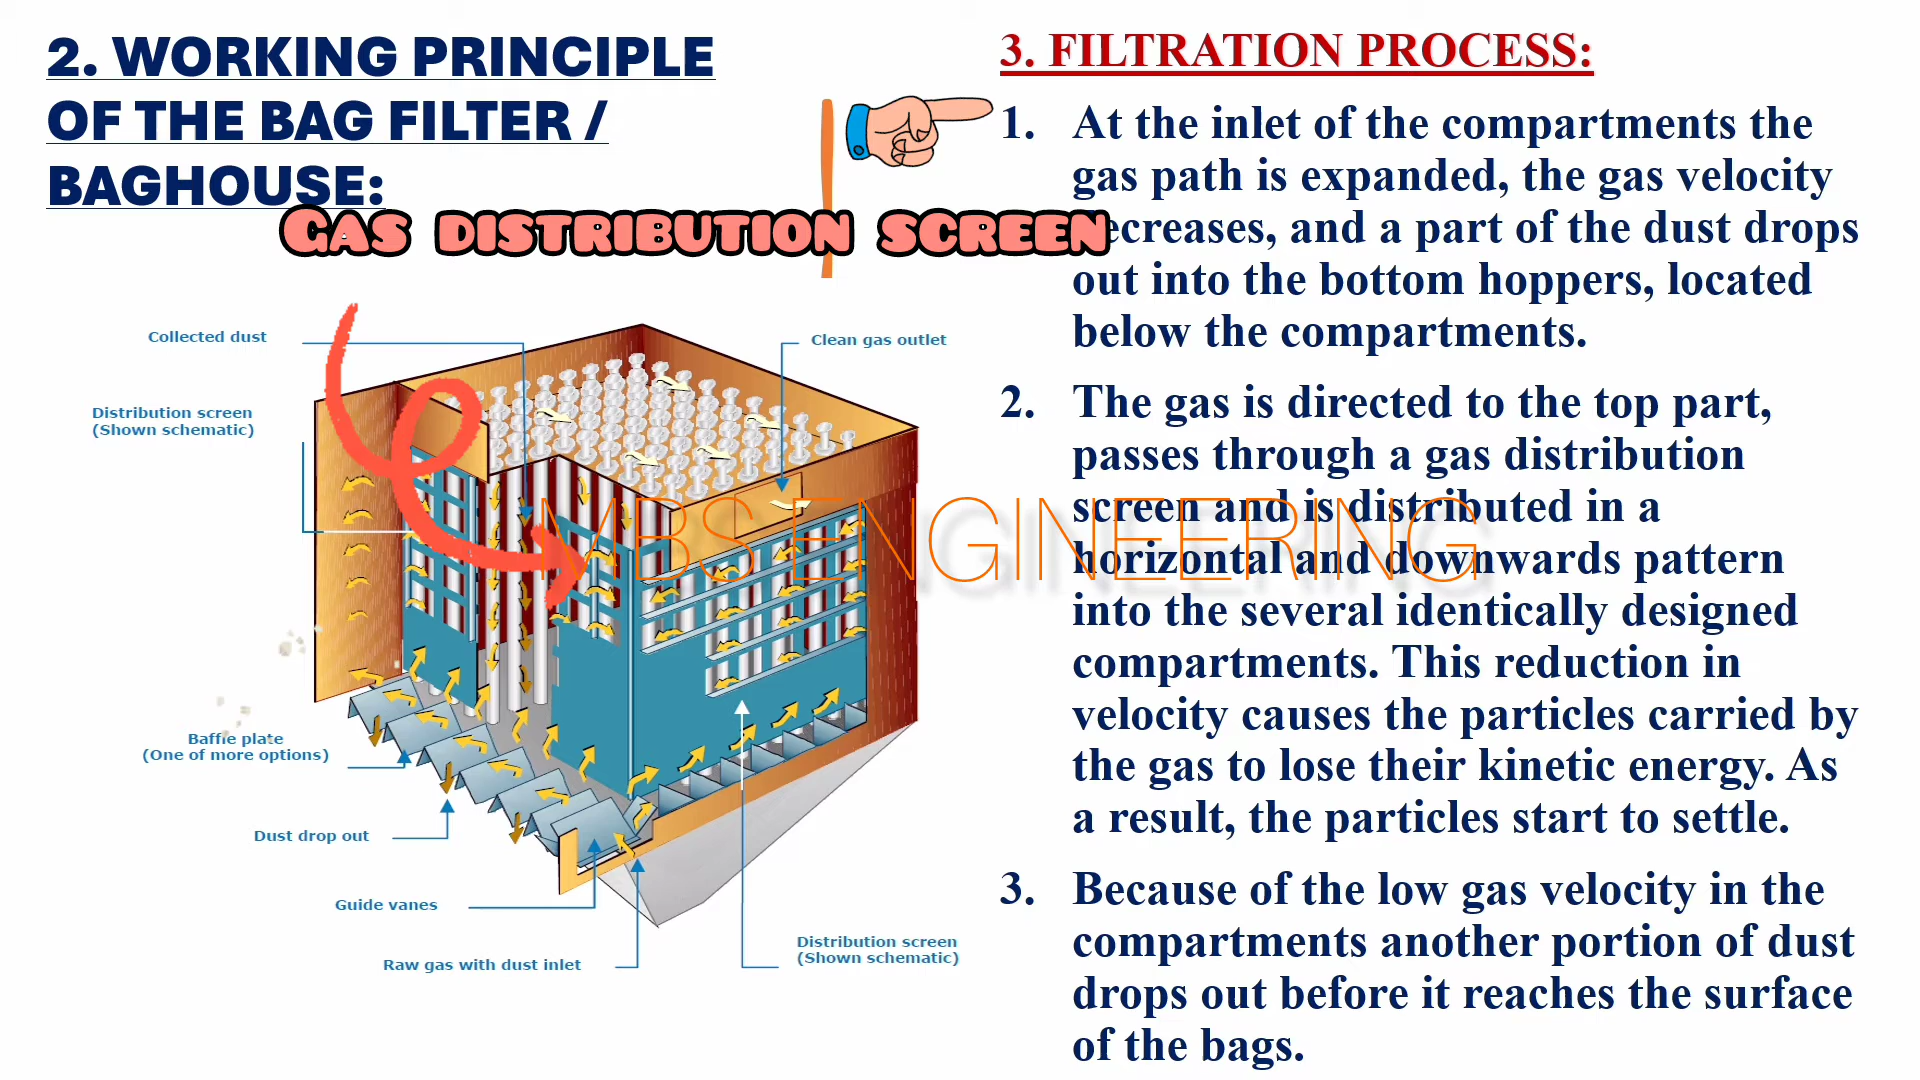 2. WORKING PRINCIPLE
OF THE BAG FILTER /
BAGHOUSE:
GAS DISTRIBUTION SCREEN
Collected dust
Clean gas outlet
Distribution screen
(Shown schematic)
Baffle plate
(One of more options)
Dust drop out
Guide vanes
Raw gas with dust inlet
Distribution screen
(Shown schematic)
MBS ENGINEERING
3. FILTRATION PROCESS:
1. At the inlet of the compartments the
gas path is expanded, the gas velocity
decreases, and a part of the dust drops
out into the bottom hoppers, located
below the compartments.
2. The gas is directed to the top part,
passes through a gas distribution
screen and is distributed in a
horizontal and downwards pattern
into the several identically designed
compartments. This reduction in
velocity causes the particles carried by
the gas to lose their kinetic energy. As
a result, the particles start to settle.
3. Because of the low gas velocity in the
compartments another portion of dust
drops out before it reaches the surface
of the bags.